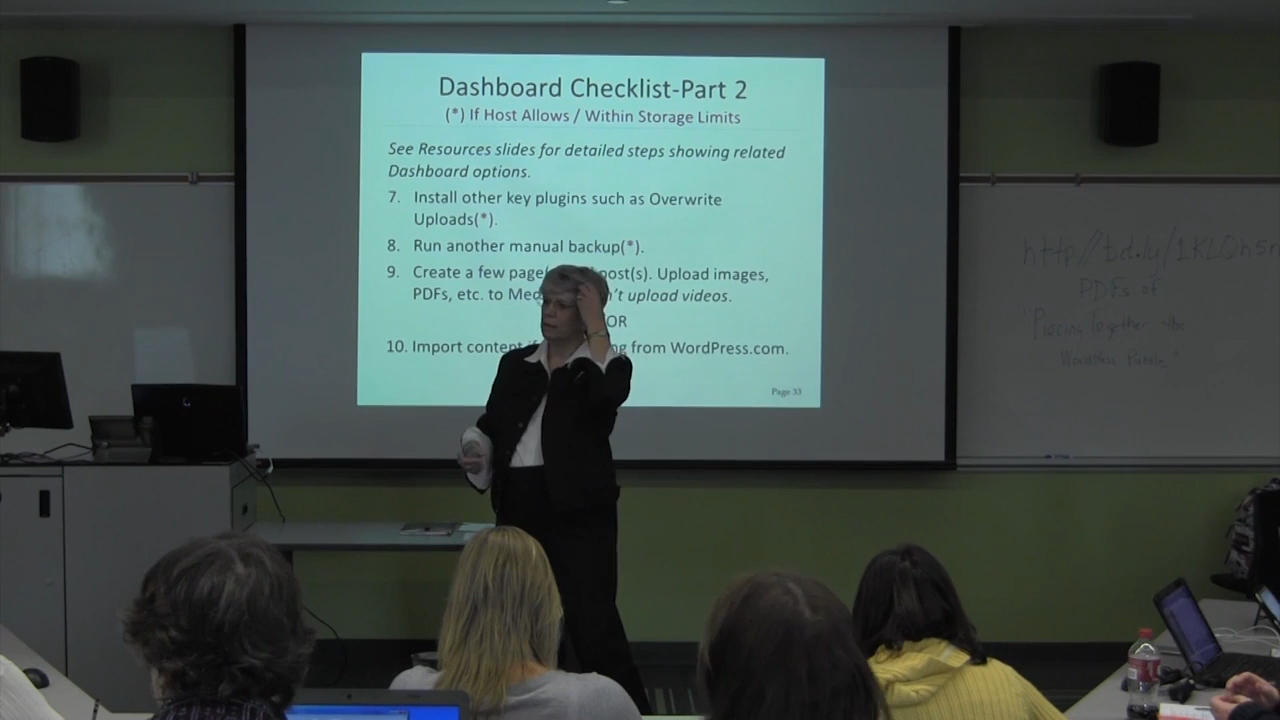 Dashboard Checklist-Part 2
(*) If Host Allows / Within Storage Limits
See Resources slides for detailed steps showing related
Dashboard options.
7. Install other key plugins such as Overwrite
Uploads(*).
8. Run another manual backup(*).
9. Create a few post(s). Upload images,
PDFs, etc. to upload videos.
OR
10. Import content from WordPress.com.
Page 33
PDFs of
"Piecing Together the
WordPress Puzzle"